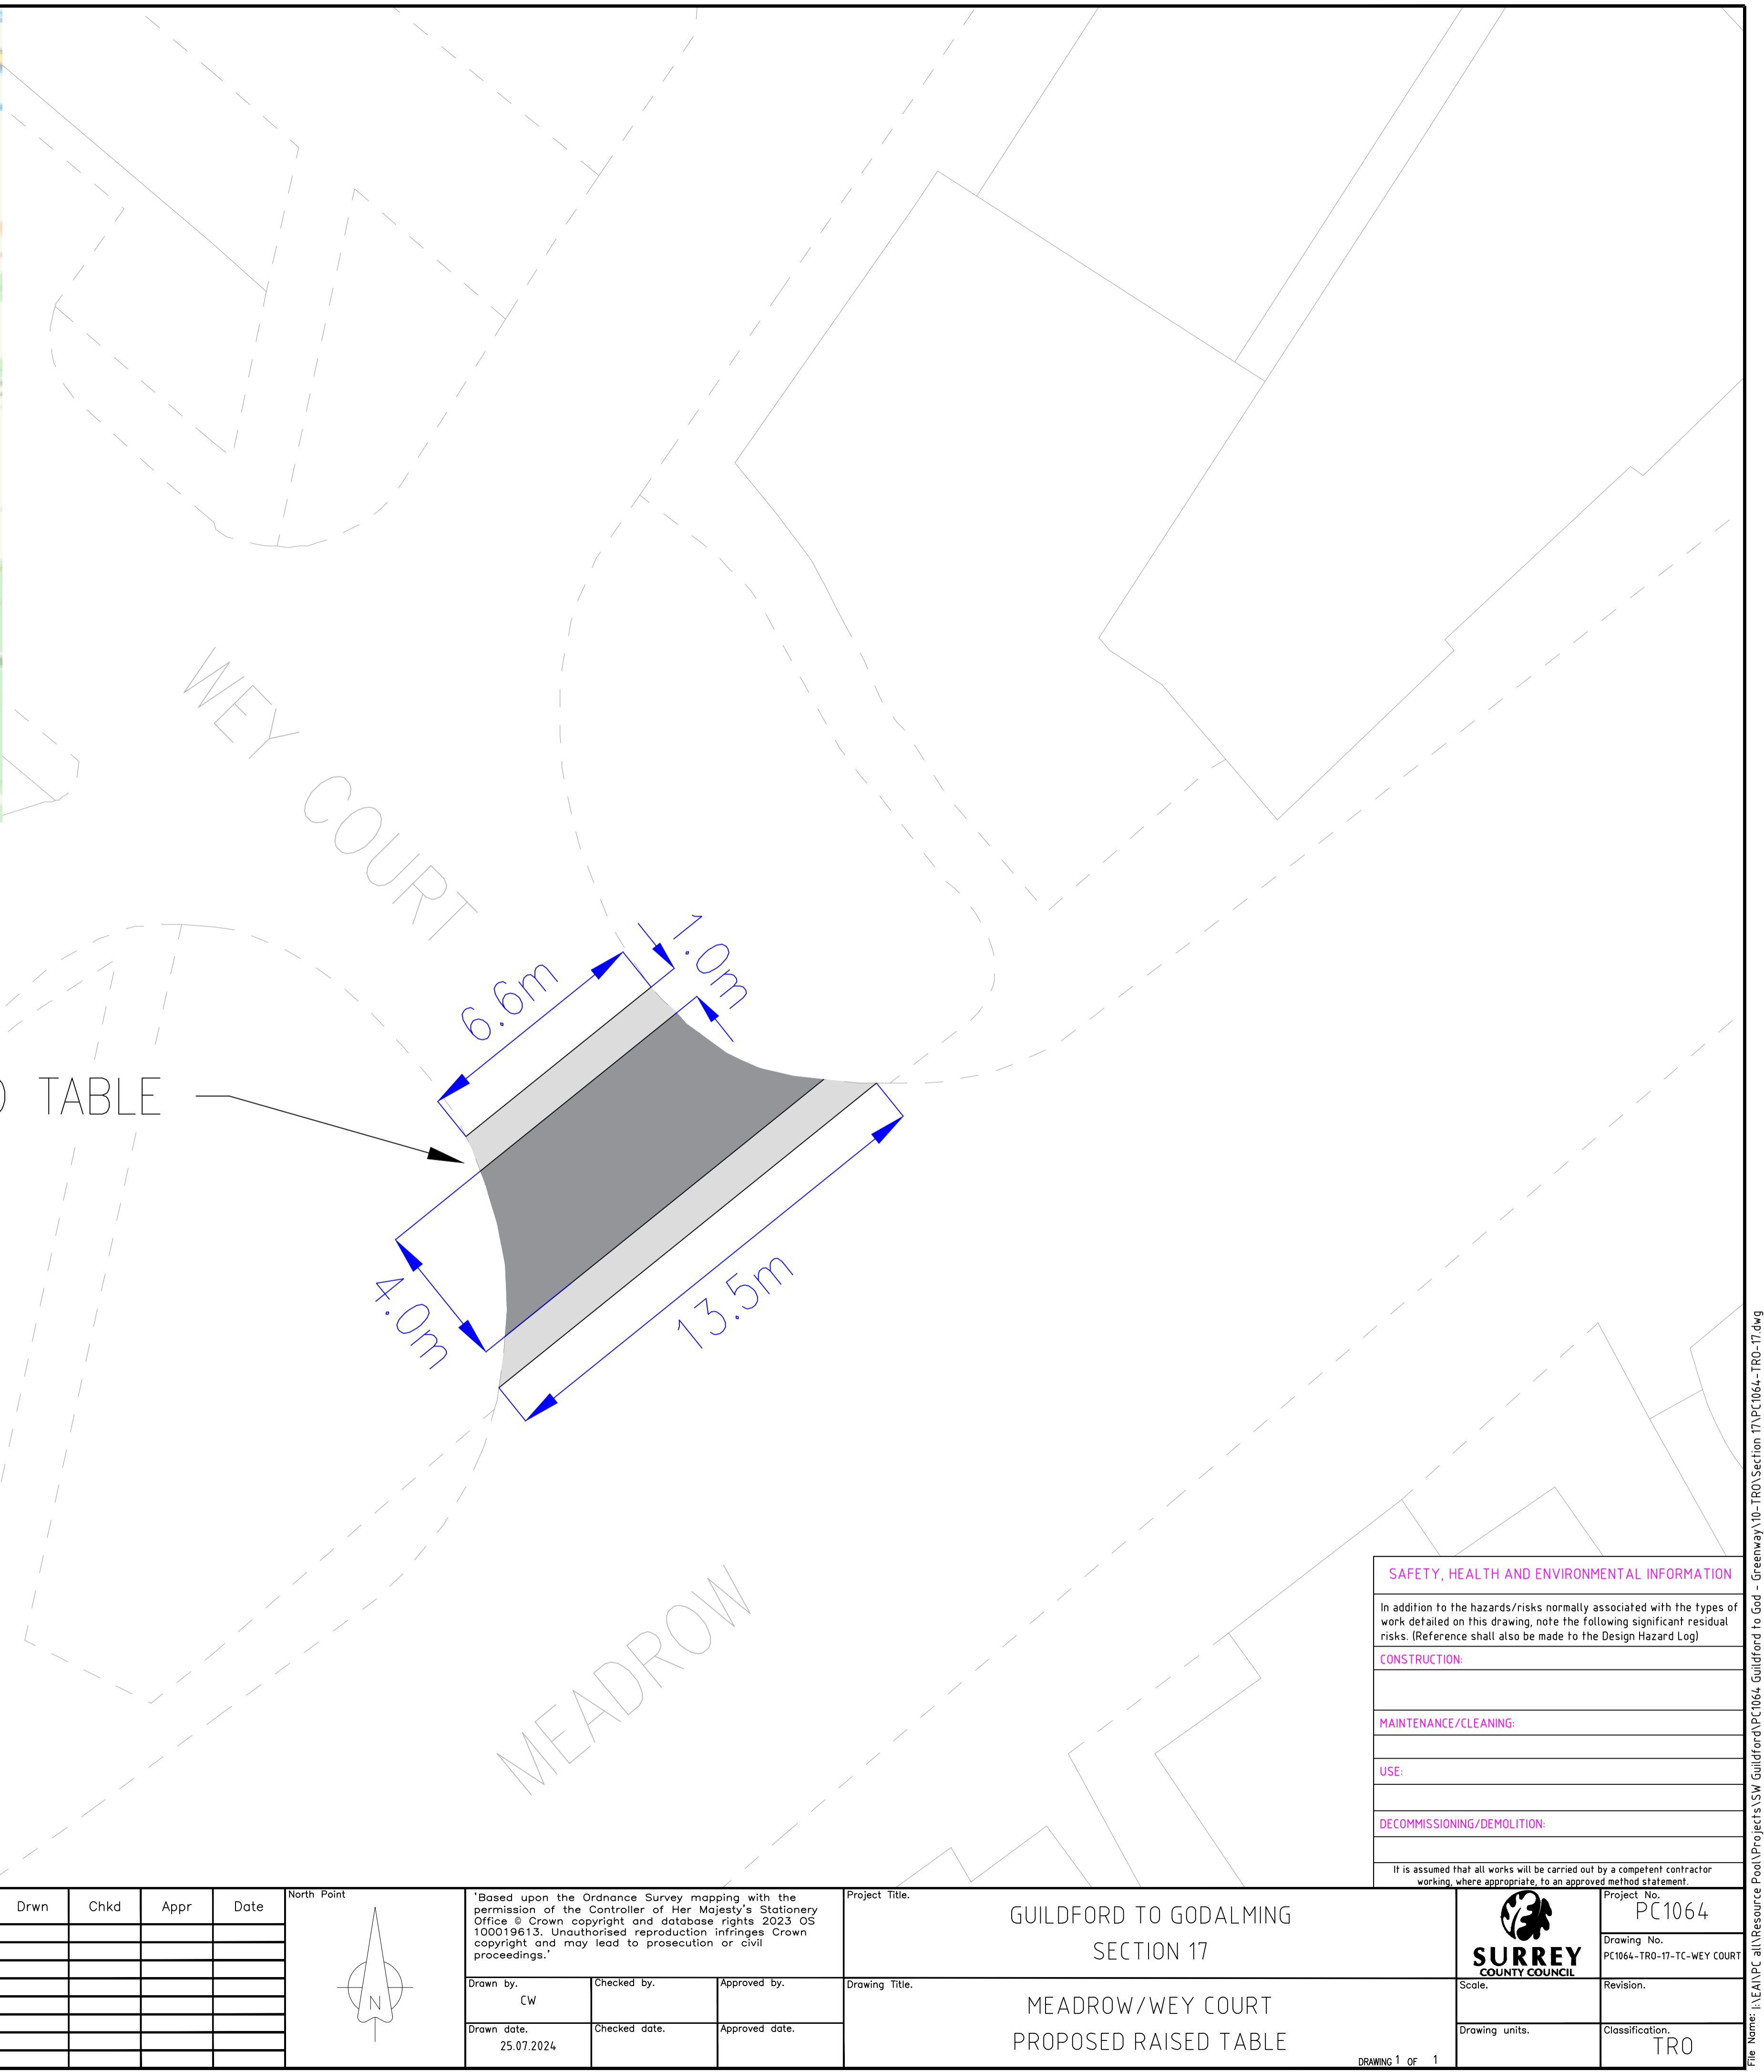 WEY COURT
1.0m
6.6m
TABLE
4.0m
13.5m
MEADROW
SAFETY, HEALTH AND ENVIRONMENTAL INFORMATION
In addition to the hazards/risks normally associated with the types of
work detailed on this drawing, note the following significant residual
risks. (Reference shall also be made to the Design Hazard Log)
CONSTRUCTION:
MAINTENANCE/CLEANING:
USE:
DECOMMISSIONING/DEMOLITION:
It is assumed that all works will be carried out by a competent contractor
working, where appropriate, to an approved method statement.
Drwn Chkd Appr Date
North Point
N
'Based upon the Ordnance Survey mapping with the
permission of the Controller of Her Majesty's Stationery
Office © Crown copyright and database rights 2023 OS
100019613. Unauthorised reproduction infringes Crown
copyright and may lead to prosecution or civil
proceedings.'
Drawn by.
CW
Checked by.
Approved by.
Drawn date.
25.07.2024
Checked date.
Approved date.
Project Title.
GUILDFORD TO GODALMING
SECTION 17
Drawing Title.
MEADROW/WEY COURT
PROPOSED RAISED TABLE
DRAWING 1 OF 1
SURREY
COUNTY COUNCIL
Project No.
PC1064
Drawing No.
PC1064-TRO-17-TC-WEY COURT
Scale.
Revision.
Drawing units.
Classification.
TRO
File Name: I:\EAI\PC all\Resource Pool\Projects\SW Guildford\PC1064 Guildford to God - Greenway\10-TRO\Section 17\PC1064-TRO-17.dwg